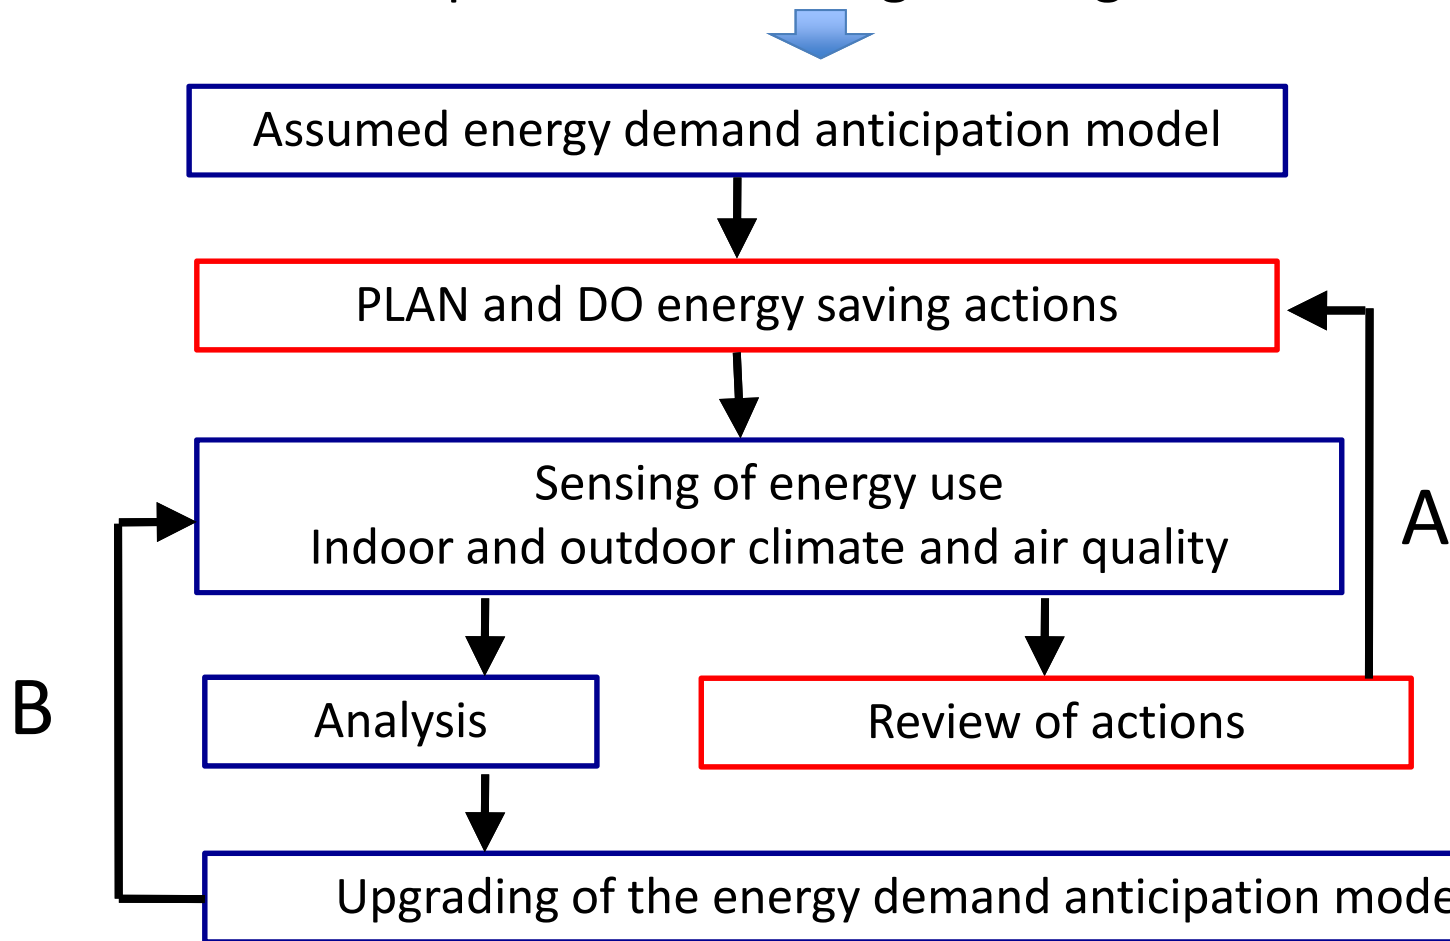 Assumed energy demand anticipation model
PLAN and DO energy saving actions
Sensing of energy use
Indoor and outdoor climate and air quality
A
B
Analysis
Review of actions
Upgrading of the energy demand anticipation mode